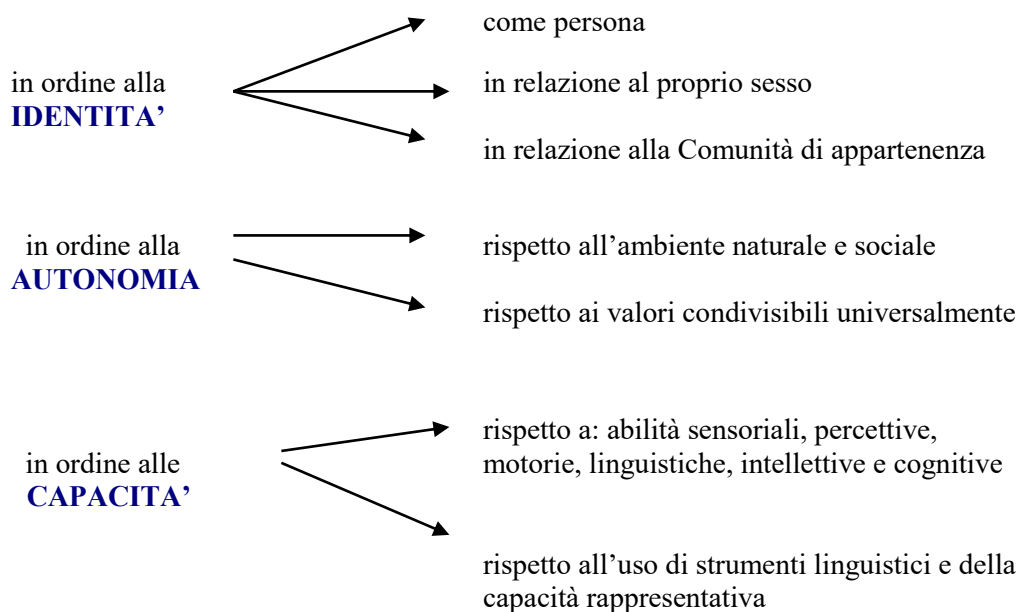 come persona
in ordine alla
IDENTITA’
in relazione al proprio sesso
in relazione alla Comunità di appartenenza
in ordine alla
AUTONOMIA
rispetto all’ambiente naturale e sociale
rispetto ai valori condivisibili universalmente
in ordine alle
CAPACITA’
rispetto a: abilità sensoriali, percettive,
motorie, linguistiche, intellettive e cognitive
rispetto all’uso di strumenti linguistici e della
capacità rappresentativa